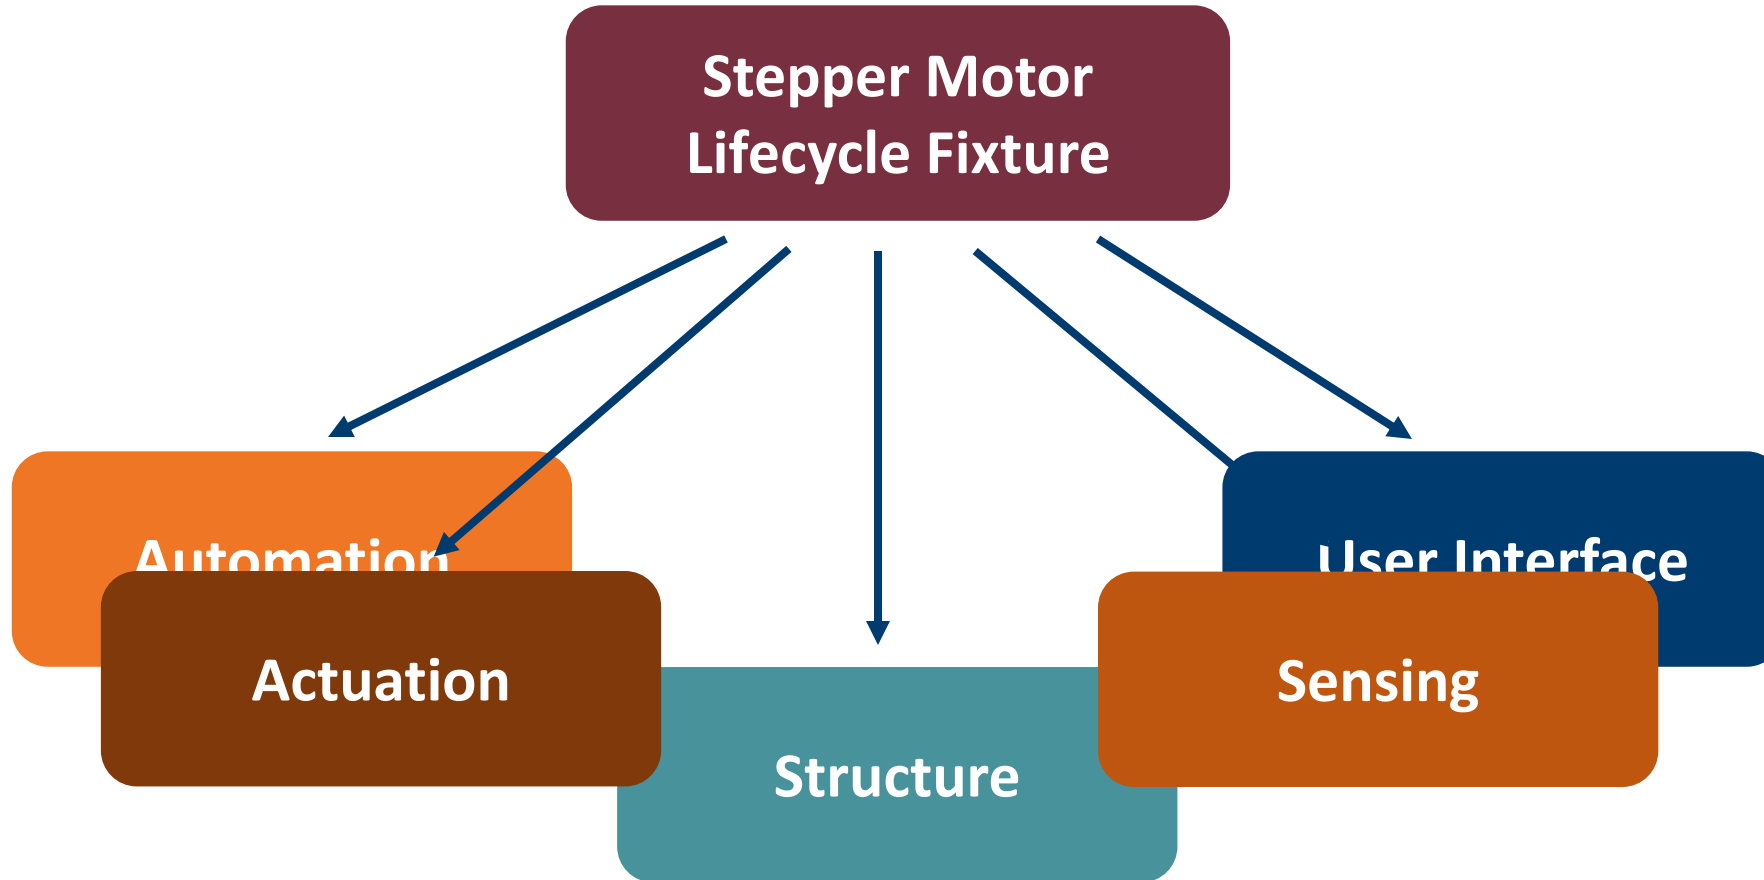 Stepper Motor
Lifecycle Fixture
Automation
User Interface
Actuation
Sensing
Structure